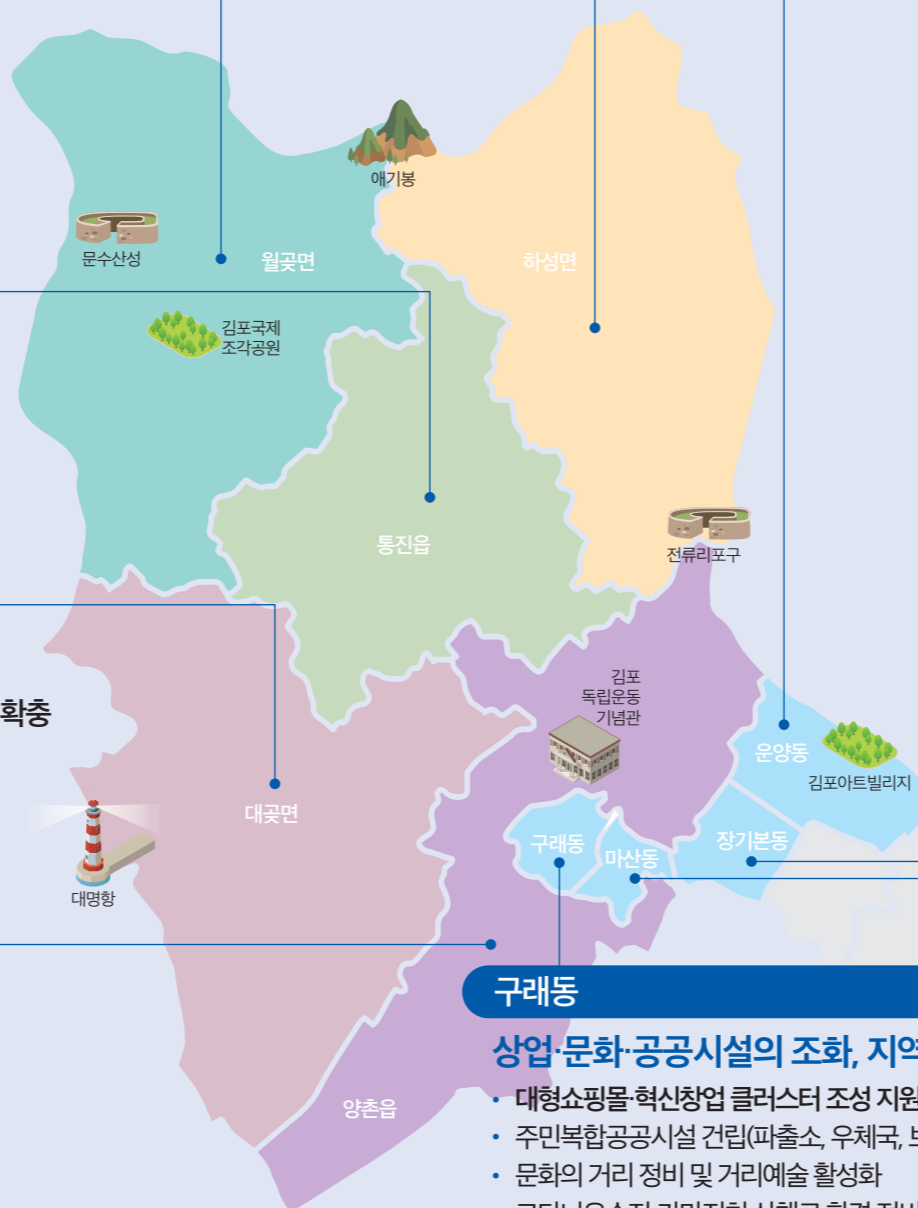 애기봉
문수산성
월곶면
하성면
김포국제
조각공원
통진읍
전류리포구
확충
김포
독립운동
기념관
운양동
김포아트빌리지
대곶면
구래동
마산동
장기본동
대명항
구래동
상업·문화·공공시설의 조화, 지역
• 대형쇼핑몰·혁신창업 클러스터 조성 지원
양촌읍
• 주민복합공공시설 건립(파출소, 우체국,
• 문화의 거리 정비 및 거리예술 활성화